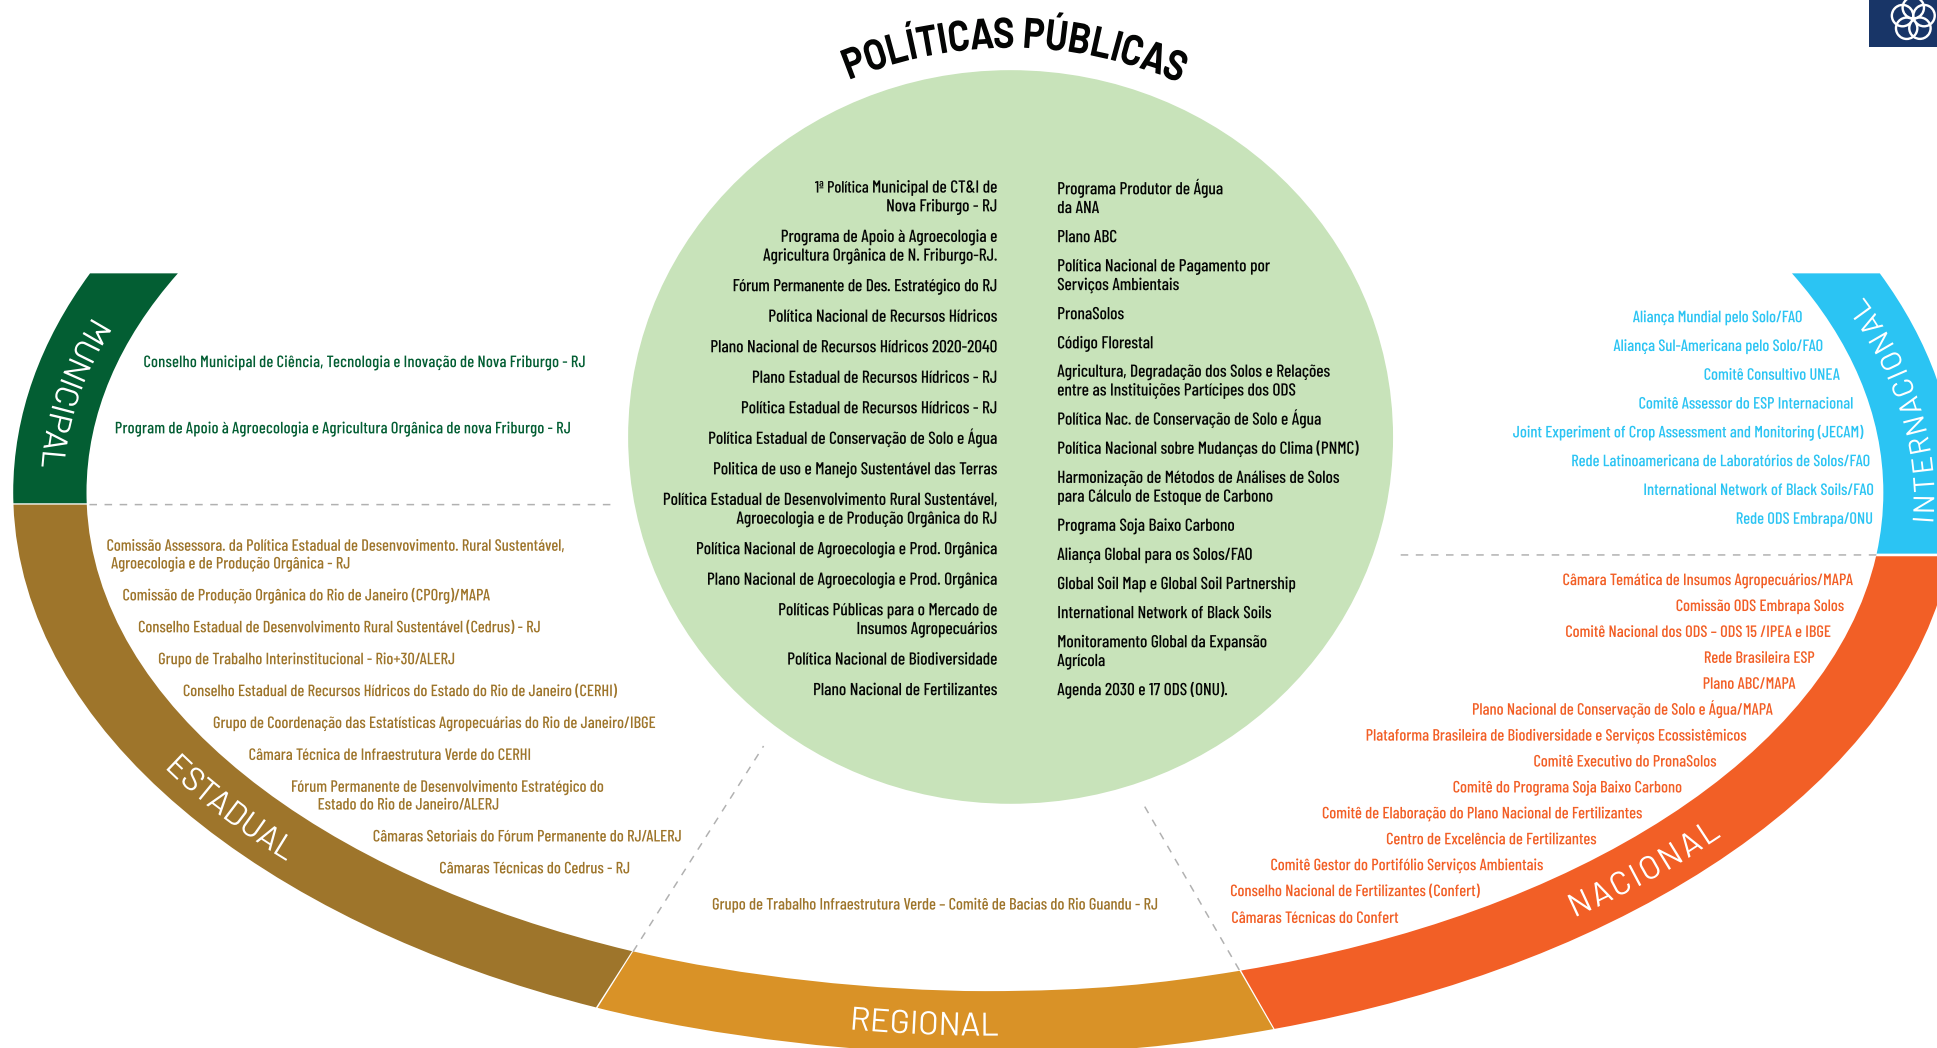 POLÍTICAS PÚBLICAS
1ª Política Municipal de CT&I de
Nova Friburgo - RJ
Programa de Apoio à Agroecologia e
Agricultura Orgânica de N. Friburgo-RJ.
Fórum Permanente de Des. Estratégico do RJ
Política Nacional de Recursos Hídricos
Plano Nacional de Recursos Hídricos 2020-2040
Plano Estadual de Recursos Hídricos - RJ
Política Estadual de Recursos Hídricos - RJ
Política Estadual de Conservação de Solo e Água
Politica de uso e Manejo Sustentável das Terras
Política Estadual de Desenvolvimento Rural Sustentável,
Agroecologia e de Produção Orgânica do RJ
Política Nacional de Agroecologia e Prod. Orgânica
Plano Nacional de Agroecologia e Prod. Orgânica
Políticas Públicas para o Mercado de
Insumos Agropecuários
Política Nacional de Biodiversidade
Plano Nacional de Fertilizantes
Programa Produtor de Água
da ANA
Plano ABC
Política Nacional de Pagamento por
Serviços Ambientais
PronaSolos
Código Florestal
Agricultura, Degradação dos Solos e Relações
entre as Instituições Partícipes dos ODS
Política Nac. de Conservação de Solo e Água
Política Nacional sobre Mudanças do Clima (PNMC)
Harmonização de Métodos de Análises de Solos
para Cálculo de Estoque de Carbono
Programa Soja Baixo Carbono
Aliança Global para os Solos/FAO
Global Soil Map e Global Soil Partnership
International Network of Black Soils
Monitoramento Global da Expansão
Agrícola
Agenda 2030 e 17 ODS (ONU).
MUNICIPAL
Conselho Municipal de Ciência, Tecnologia e Inovação de Nova Friburgo - RJ
Program de Apoio à Agroecologia e Agricultura Orgânica de nova Friburgo - RJ
ESTADUAL
Comissão Assessora. da Política Estadual de Desenvovimento. Rural Sustentável,
Agroecologia e de Produção Orgânica - RJ
Comissão de Produção Orgânica do Rio de Janeiro (CPOrg)/MAPA
Conselho Estadual de Desenvolvimento Rural Sustentável (Cedrus) - RJ
Grupo de Trabalho Interinstitucional - Rio+30/ALERJ
Conselho Estadual de Recursos Hídricos do Estado do Rio de Janeiro (CERHI)
Grupo de Coordenação das Estatísticas Agropecuárias do Rio de Janeiro/IBGE
Câmara Técnica de Infraestrutura Verde do CERHI
Fórum Permanente de Desenvolvimento Estratégico do
Estado do Rio de Janeiro/ALERJ
Câmaras Setoriais do Fórum Permanente do RJ/ALERJ
Câmaras Técnicas do Cedrus - RJ
REGIONAL
Grupo de Trabalho Infraestrutura Verde – Comitê de Bacias do Rio Guandu - RJ
NACIONAL
Câmara Temática de Insumos Agropecuários/MAPA
Comissão ODS Embrapa Solos
Comitê Nacional dos ODS – ODS 15 /IPEA e IBGE
Rede Brasileira ESP
Plano ABC/MAPA
Plano Nacional de Conservação de Solo e Água/MAPA
Plataforma Brasileira de Biodiversidade e Serviços Ecossistêmicos
Comitê Executivo do PronaSolos
Comitê do Programa Soja Baixo Carbono
Comitê de Elaboração do Plano Nacional de Fertilizantes
Centro de Excelência de Fertilizantes
Comitê Gestor do Portifólio Serviços Ambientais
Conselho Nacional de Fertilizantes (Confert)
Câmaras Técnicas do Confert
INTERNACIONAL
Aliança Mundial pelo Solo/FAO
Aliança Sul-Americana pelo Solo/FAO
Comitê Consultivo UNEA
Comitê Assessor do ESP Internacional
Joint Experiment of Crop Assessment and Monitoring (JECAM)
Rede Latinoamericana de Laboratórios de Solos/FAO
International Network of Black Soils/FAO
Rede ODS Embrapa/ONU